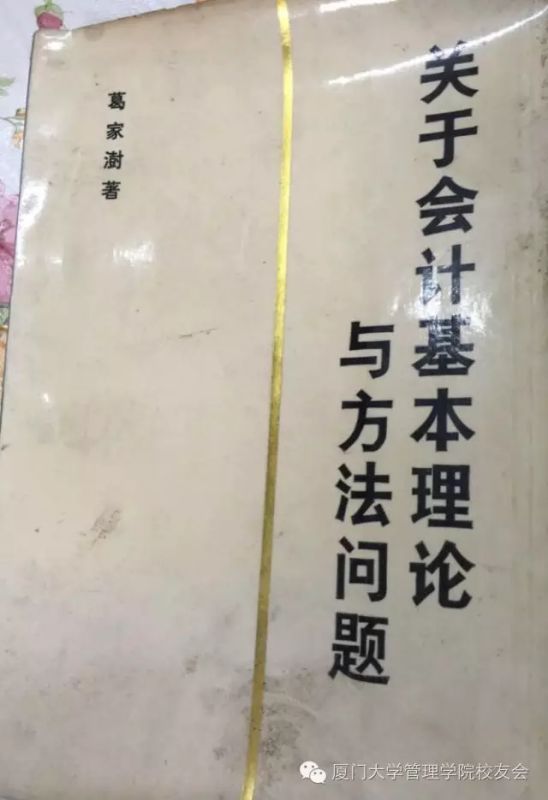 关于会计基本理论
与方法问题
葛家澍著
厦门大学管理学院校友会